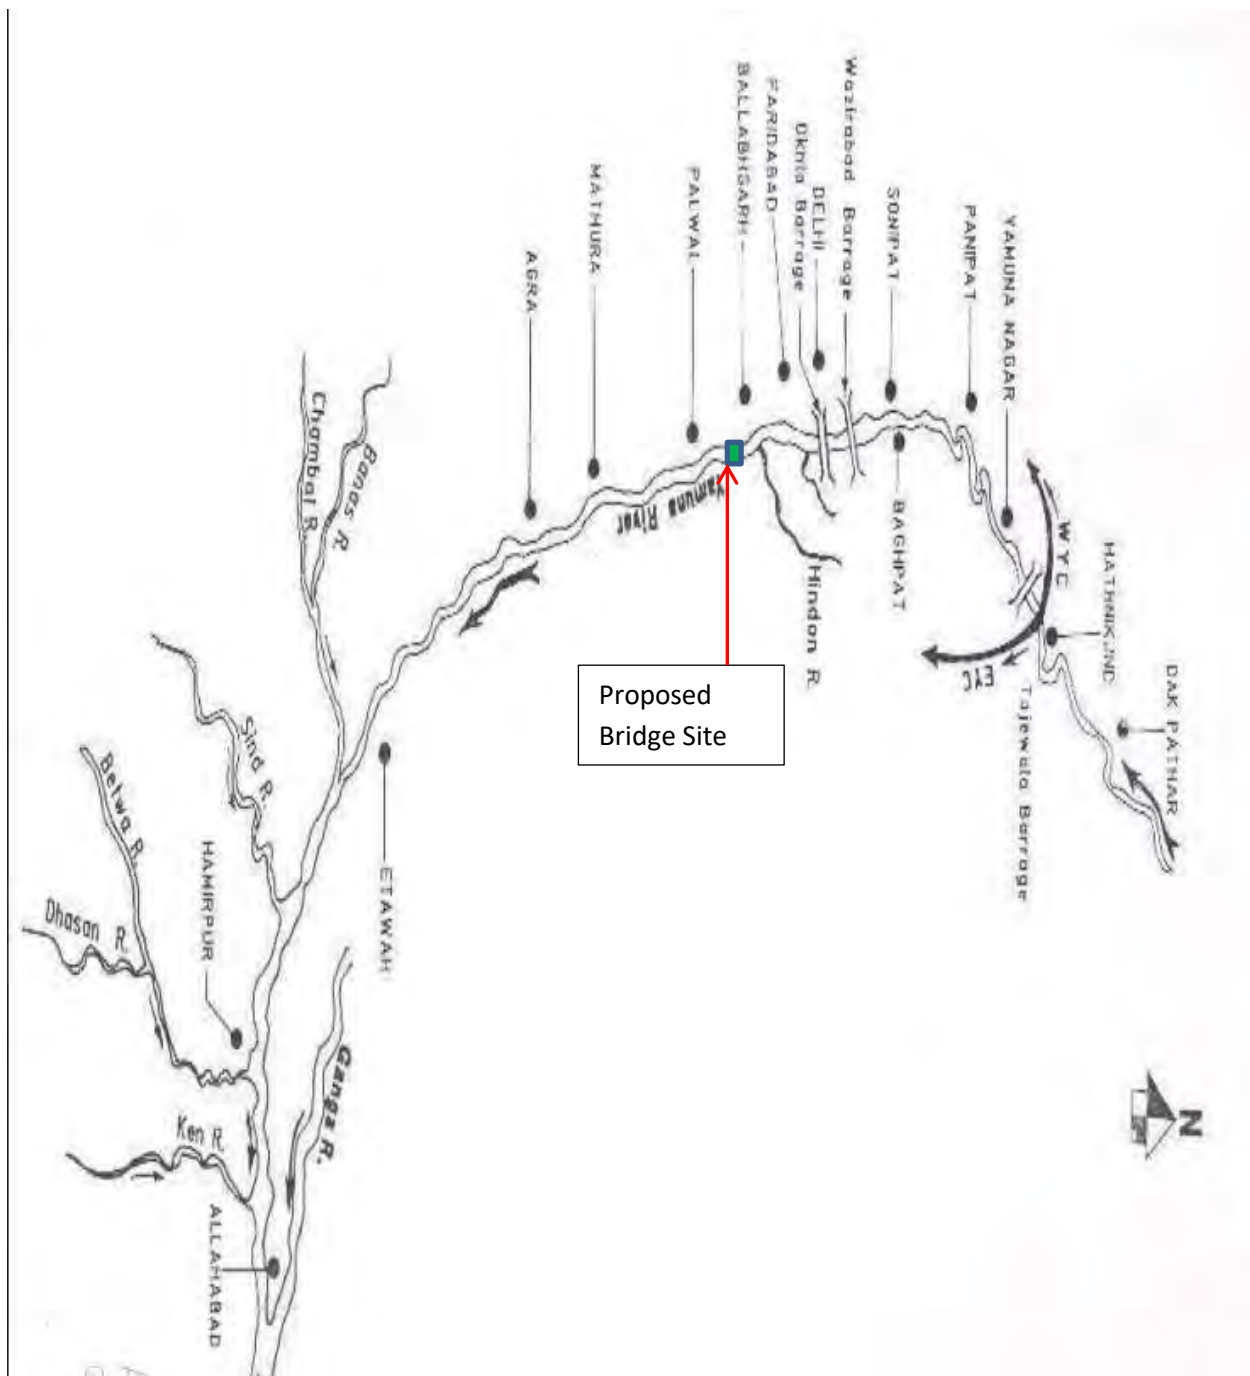 Wazirabad Barrage
BALLABHGARH
FARIDABAD
Okhla Barrage
DELHI
SONIPAT
PANIPAT
YAMUNA NAGAR
PALWAL
MATHURA
AGRA
Chambal R.
Banas R.
Yamuna River
Hindon R.
BAGHPAT
W Y C
EYC
HATHNIKUND
Tajewala Barrage
DAK PATHAR
Proposed
Bridge Site
Sind R.
Betwa R.
Dhasan R.
HAMIRPUR
ETAWAH
Ganga R.
Ken R.
ALLAHABAD
N